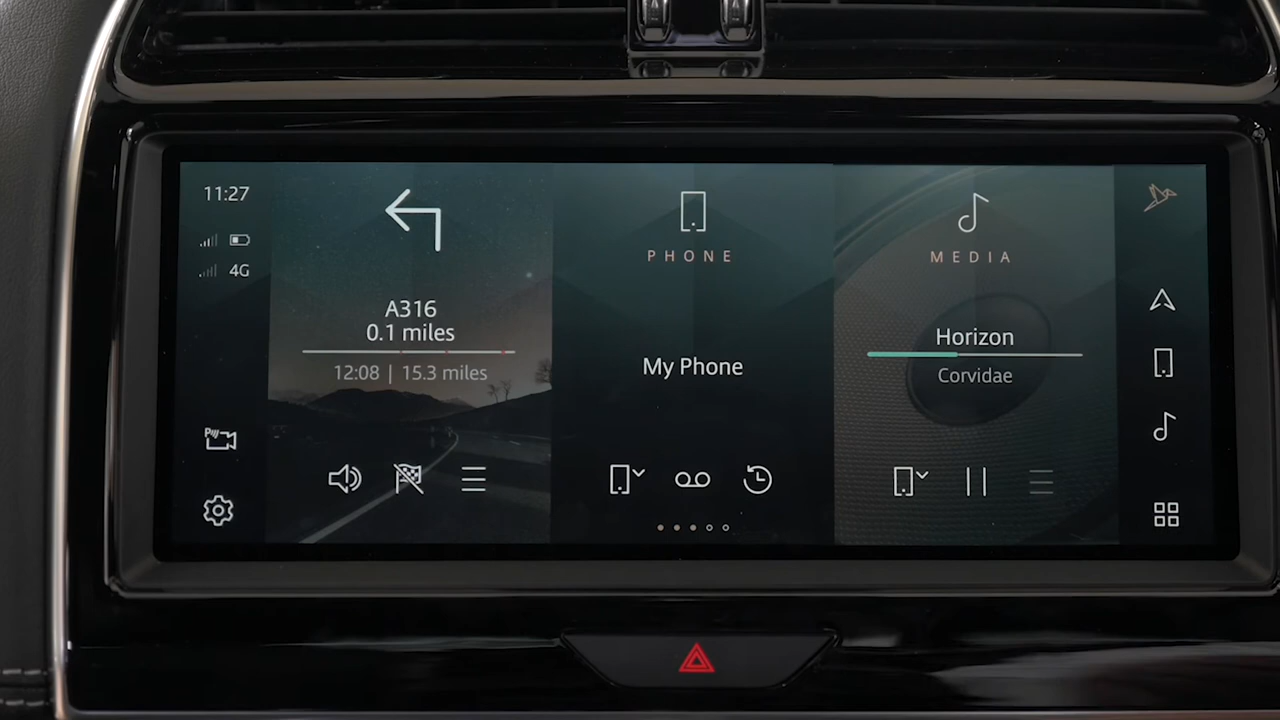 11:27
4G
A316
0.1 miles
12:08 | 15.3 miles
PHONE
My Phone
MEDIA
Horizon
Corvidae